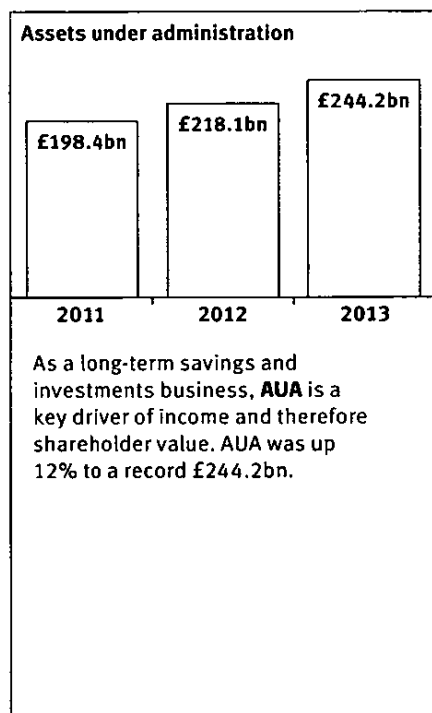 Assets under administration
£198.4bn
£218.1bn
£244.2bn
2011 2012 2013
As a long-term savings and
investments business, AUA is a
key driver of income and therefore
shareholder value. AUA was up
12% to a record £244.2bn.